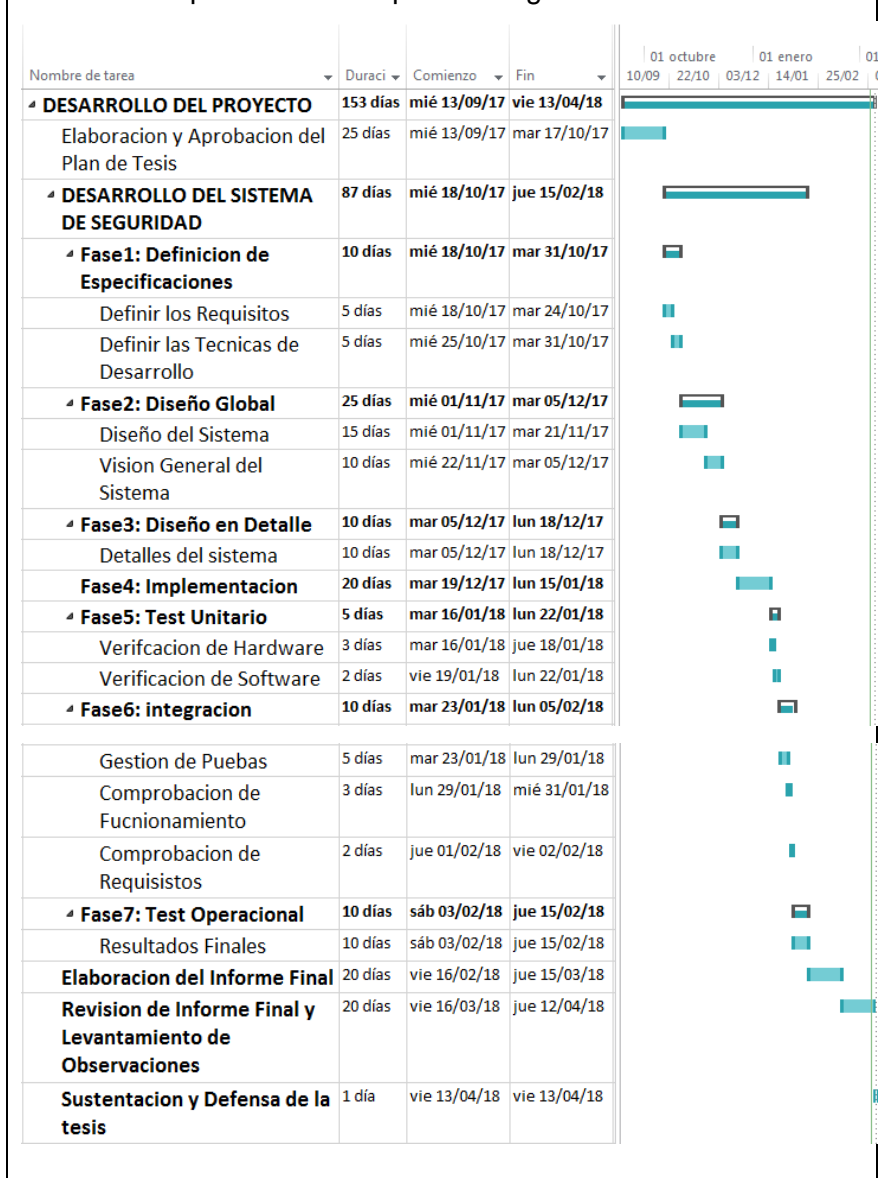 01 octubre 01 enero 01
Nombre de tarea Duraci Comienzo Fin 10/09 22/10 03/12 14/01 25/02
DESARROLLO DEL PROYECTO 153 días mié 13/09/17 vie 13/04/18
Elaboracion y Aprobacion del 25 días mié 13/09/17 mar 17/10/17
Plan de Tesis
DESARROLLO DEL SISTEMA 87 días mié 18/10/17 jue 15/02/18
DE SEGURIDAD
Fase1: Definicion de 10 días mié 18/10/17 mar 31/10/17
Especificaciones
Definir los Requisitos 5 días mié 18/10/17 mar 24/10/17
Definir las Tecnicas de 5 días mié 25/10/17 mar 31/10/17
Desarrollo
Fase2: Diseño Global 25 días mié 01/11/17 mar 05/12/17
Diseño del Sistema 15 días mié 01/11/17 mar 21/11/17
Vision General del 10 días mié 22/11/17 mar 05/12/17
Sistema
Fase3: Diseño en Detalle 10 días mar 05/12/17 lun 18/12/17
Detalles del sistema 10 días mar 05/12/17 lun 18/12/17
Fase4: Implementacion 20 días mar 19/12/17 lun 15/01/18
Fase5: Test Unitario 5 días mar 16/01/18 lun 22/01/18
Verifcacion de Hardware 3 días mar 16/01/18 jue 18/01/18
Verificacion de Software 2 días vie 19/01/18 lun 22/01/18
Fase6: integracion 10 días mar 23/01/18 lun 05/02/18
Gestion de Puebas 5 días mar 23/01/18 lun 29/01/18
Comprobacion de 3 días lun 29/01/18 mié 31/01/18
Fucnionamiento
Comprobacion de 2 días jue 01/02/18 vie 02/02/18
Requisistos
Fase7: Test Operacional 10 días sáb 03/02/18 jue 15/02/18
Resultados Finales 10 días sáb 03/02/18 jue 15/02/18
Elaboracion del Informe Final 20 días vie 16/02/18 jue 15/03/18
Revision de Informe Final y 20 días vie 16/03/18 jue 12/04/18
Levantamiento de
Observaciones
Sustentacion y Defensa de la 1 día vie 13/04/18 vie 13/04/18
tesis